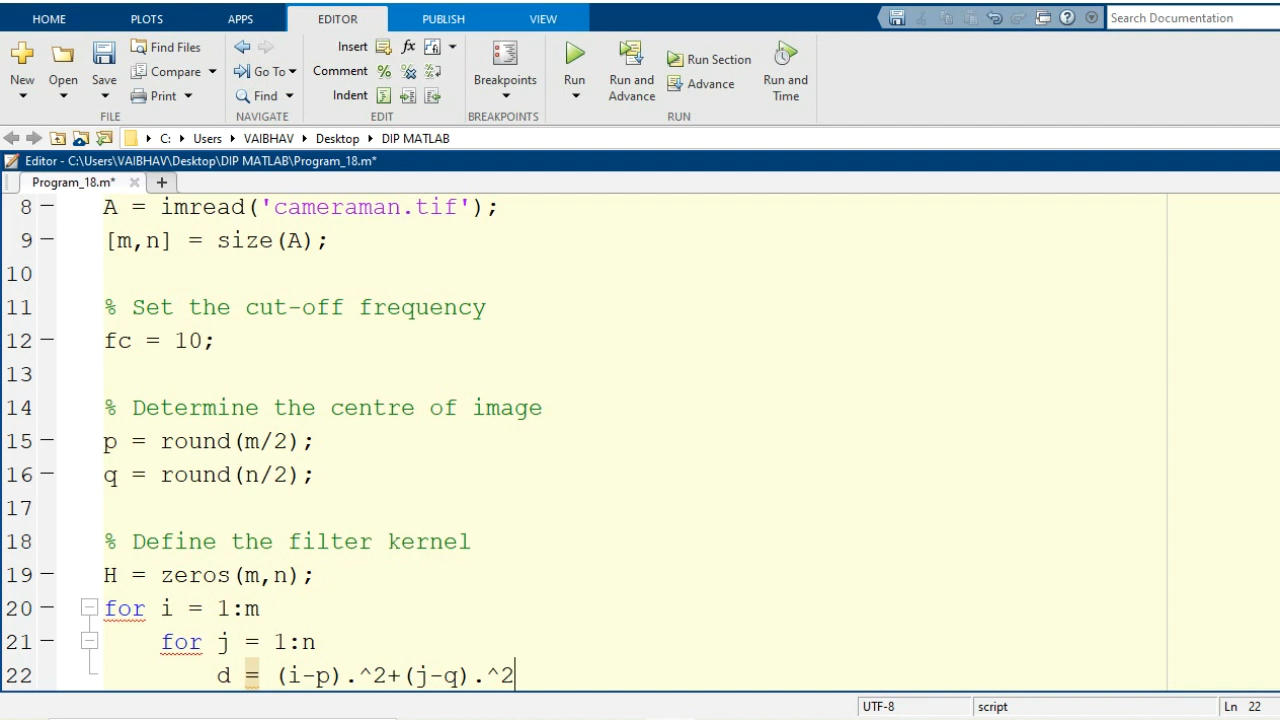 HOME PLOTS APPS EDITOR PUBLISH VIEW Search Documentation
New Open Save Find Files Compare Print Go To Find Insert fx Comment % Indent Breakpoints Run Run and Advance Run Section Advance Run and Time
FILE NAVIGATE EDIT BREAKPOINTS RUN
C: Users VAIBHAV Desktop DIP MATLAB
Editor - C:\Users\VAIBHAV\Desktop\DIP MATLAB\Program_18.m*
Program_18.m*
8 A = imread('cameraman.tif');
9 [m,n] = size(A);
10
11 % Set the cut-off frequency
12 fc = 10;
13
14 % Determine the centre of image
15 p = round(m/2);
16 q = round(n/2);
17
18 % Define the filter kernel
19 H = zeros(m,n);
20 for i = 1:m
21 for j = 1:n
22 d = (i-p).^2+(j-q).^2
UTF-8 script Ln 22